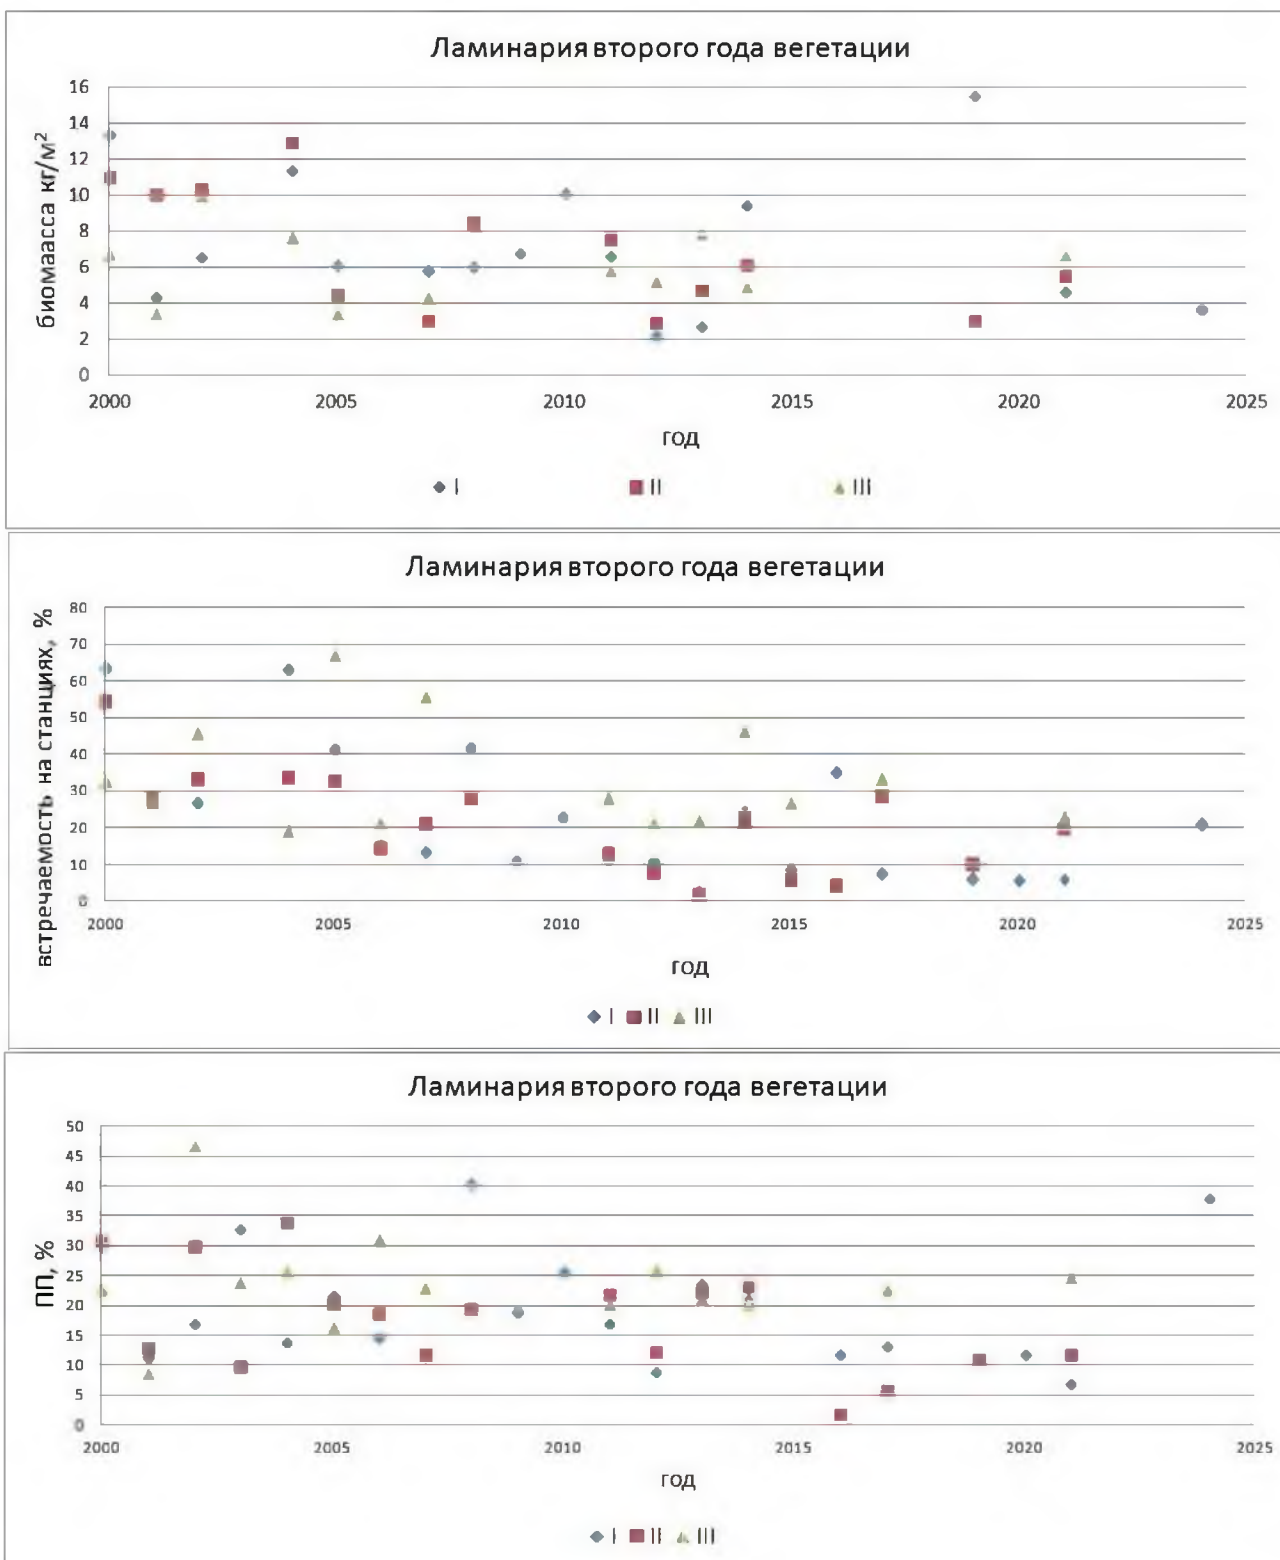 Ламинария второго года вегетации
биомаасса кг/м²
16
14
12
10
8
6
4
2
0
2000 2005 2010 2015 2020 2025
год
I II III
Ламинария второго года вегетации
встречаемость на станциях, %
80
70
60
50
40
30
20
10
0
2000 2005 2010 2015 2020 2025
год
I II III
Ламинария второго года вегетации
ПП, %
50
45
40
35
30
25
20
15
10
5
0
2000 2005 2010 2015 2020 2025
год
I II III